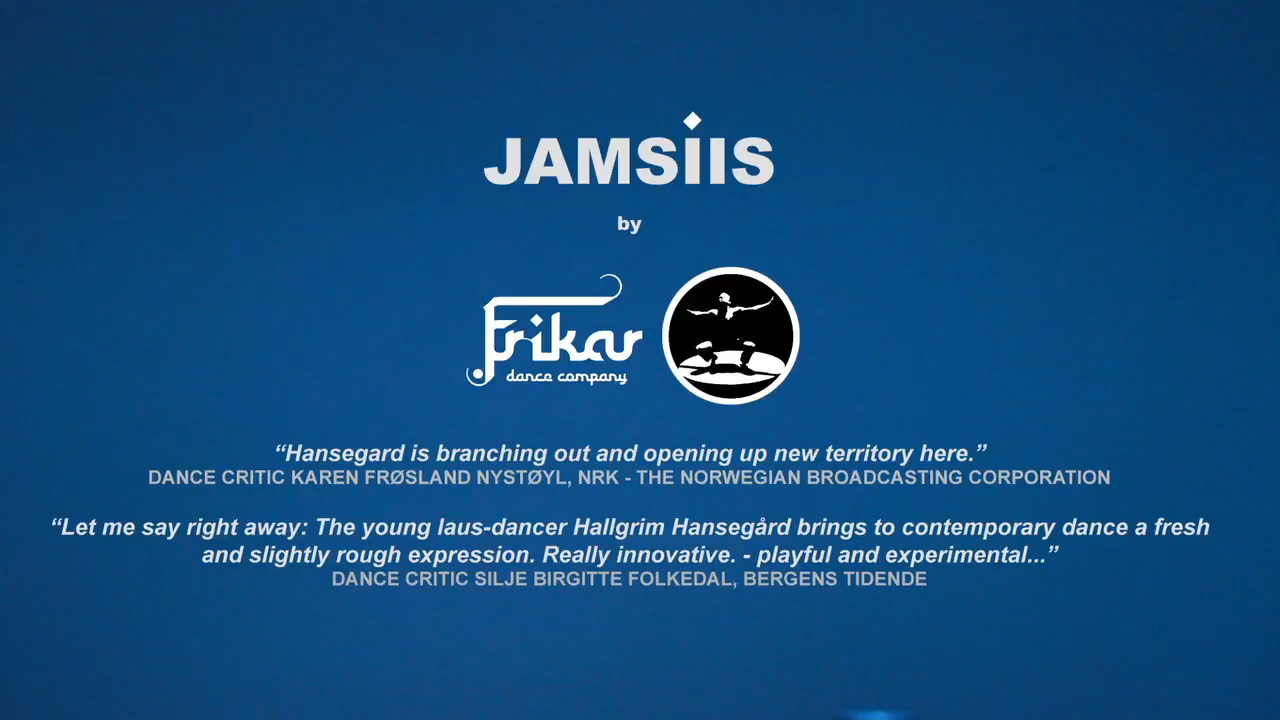 JAMSiIS
by
Frikar
dance company
“Hansegard is branching out and opening up new territory here.”
DANCE CRITIC KAREN FRØSLAND NYSTØYL, NRK - THE NORWEGIAN BROADCASTING CORPORATION
“Let me say right away: The young laus-dancer Hallgrim Hansegård brings to contemporary dance a fresh
and slightly rough expression. Really innovative. - playful and experimental...”
DANCE CRITIC SILJE BIRGITTE FOLKEDAL, BERGENS TIDENDE